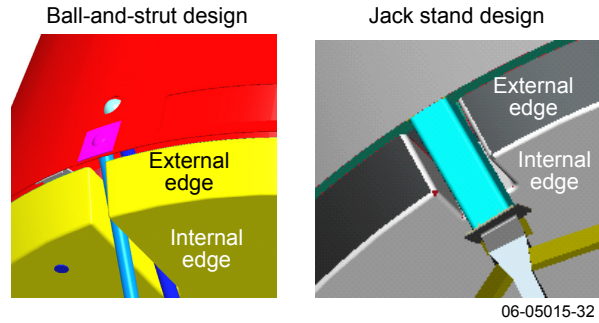 Ball-and-strut design
Jack stand design
External
edge
Internal
edge
External
edge
Internal
edge
06-05015-32